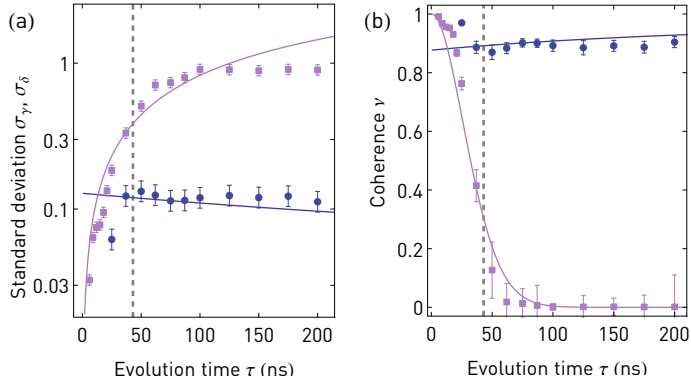 (a)
Standard deviation σγ, σδ
1
0.3
0.1
0.03
0 50 100 150 200
Evolution time τ (ns)
(b)
Coherence ν
1
0.8
0.6
0.4
0.2
0
0 50 100 150 200
Evolution time τ (ns)